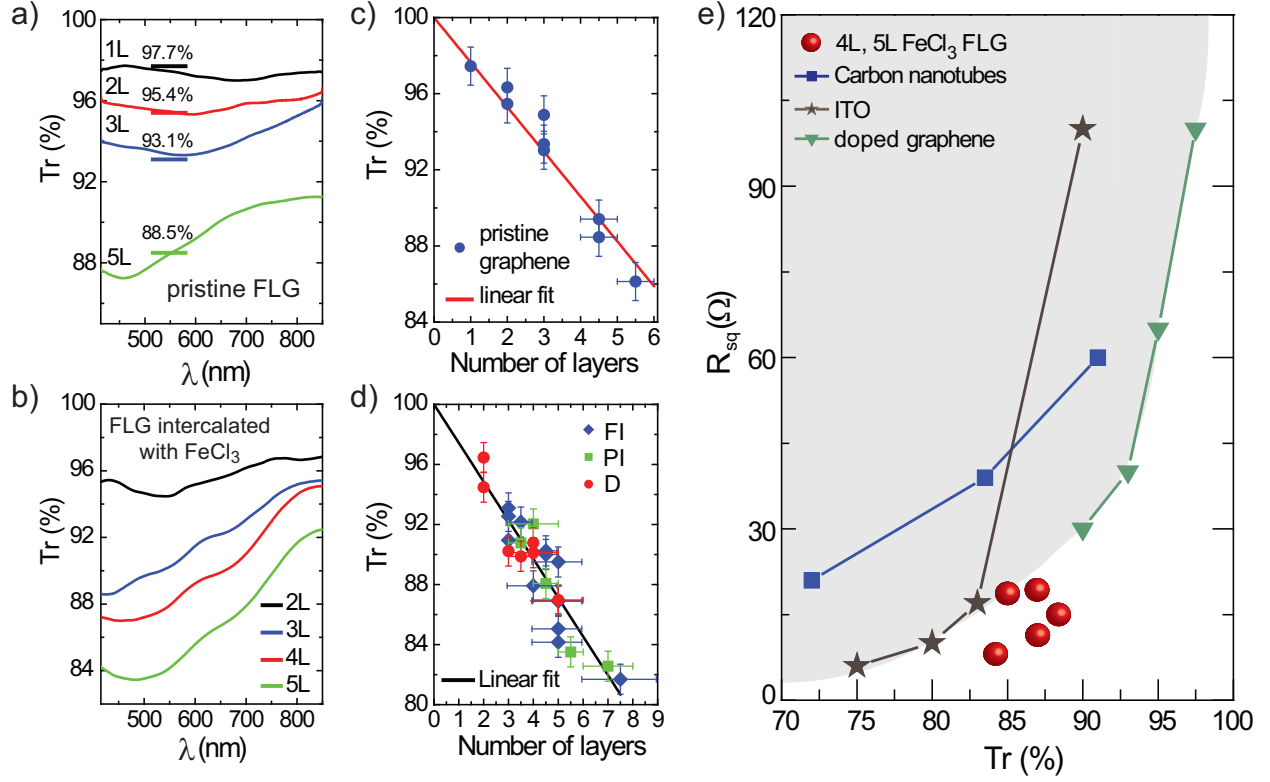 a)
100
96
92
88
Tr (%)
1L
97.7%
2L
95.4%
3L
93.1%
88.5%
5L
pristine FLG
500 600 700 800
λ (nm)
b)
100
96
92
88
84
Tr (%)
FLG intercalated
with FeCl3
2L
3L
4L
5L
500 600 700 800
λ (nm)
c)
100
96
92
88
84
Tr (%)
pristine
graphene
linear fit
0 1 2 3 4 5 6
Number of layers
d)
100
96
92
88
84
80
Tr (%)
FI
PI
D
Linear fit
0 1 2 3 4 5 6 7 8 9
Number of layers
e)
120
90
60
30
0
Rsq (Ω)
4L, 5L FeCl3 FLG
Carbon nanotubes
ITO
doped graphene
70 75 80 85 90 95 100
Tr (%)